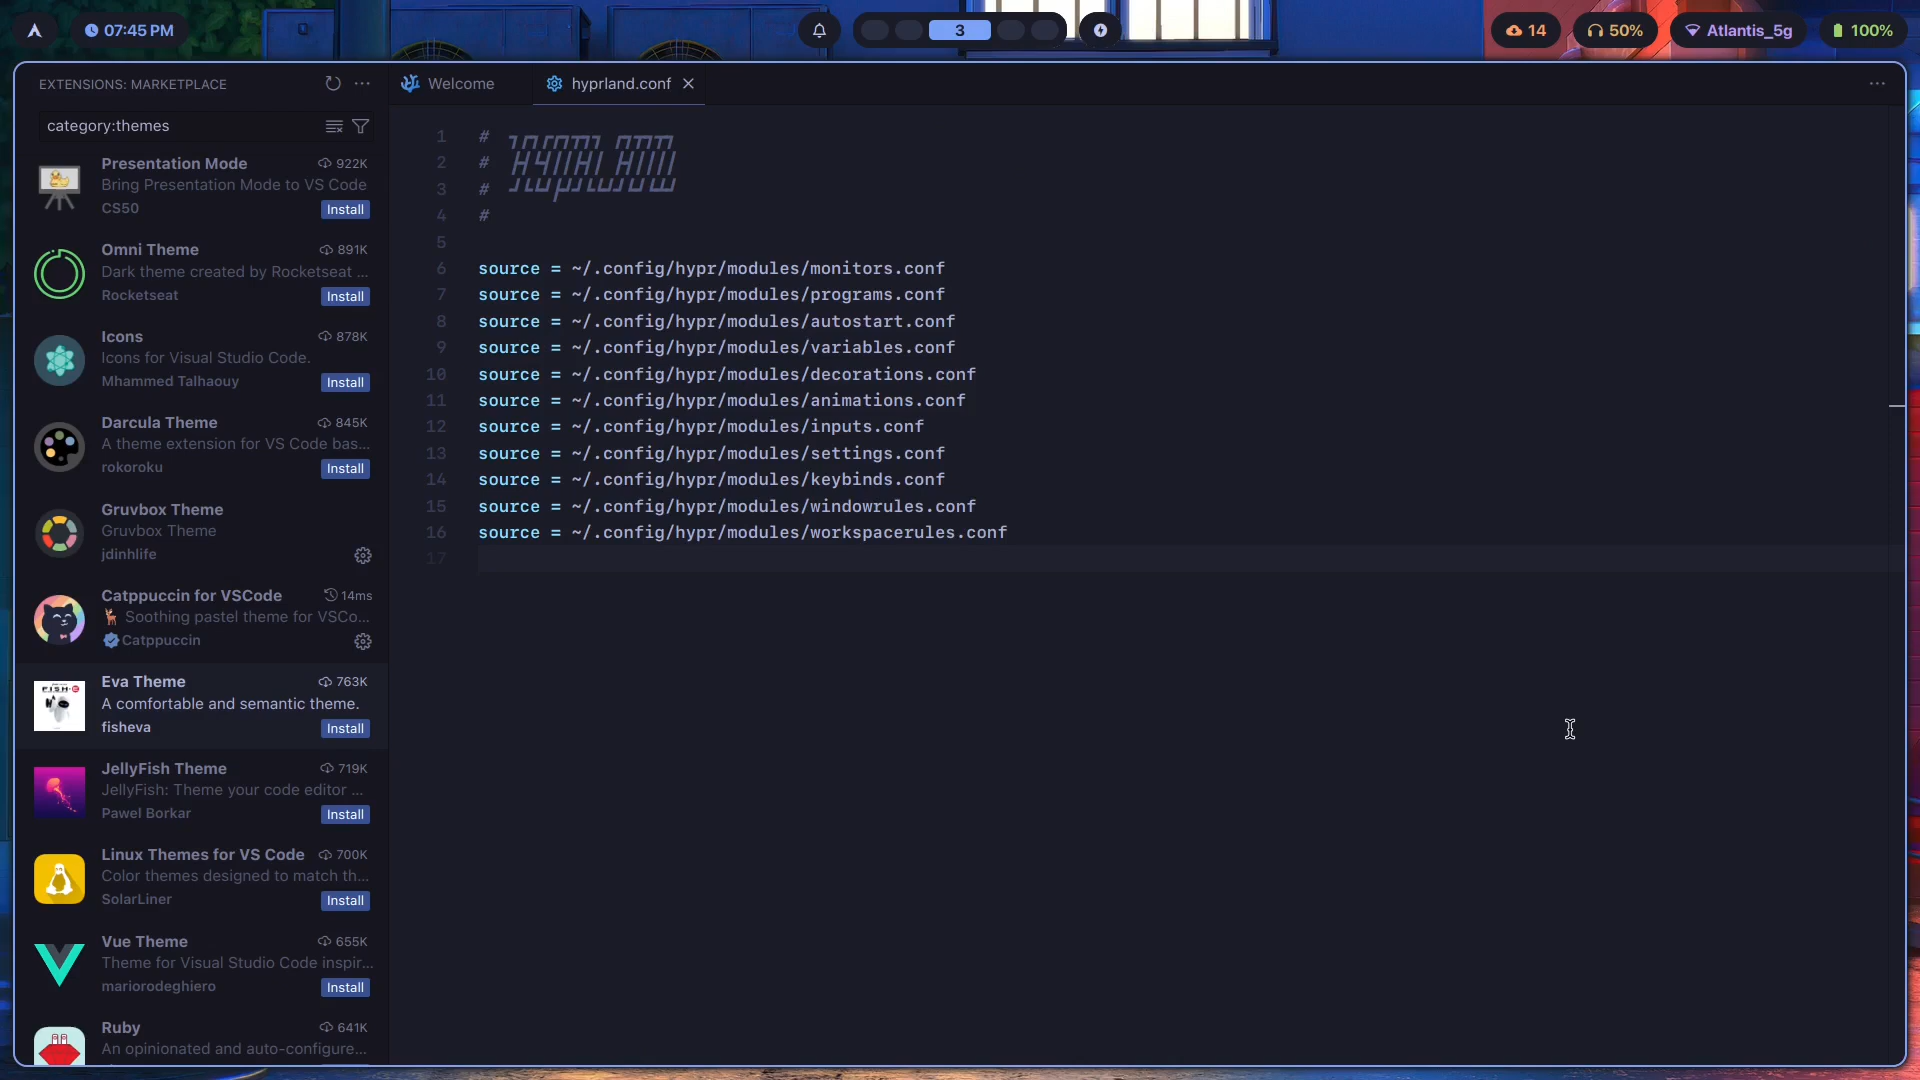 07:45 PM
3
14
50%
Atlantis_5g
100%
EXTENSIONS: MARKETPLACE
category:themes
Presentation Mode
922K
Bring Presentation Mode to VS Code
CS50
Install
Omni Theme
891K
Dark theme created by Rocketseat ...
Rocketseat
Install
Icons
878K
Icons for Visual Studio Code.
Mhammed Talhaouy
Install
Darcula Theme
845K
A theme extension for VS Code bas...
rokoroku
Install
Gruvbox Theme
Gruvbox Theme
jdinhlife
Catppuccin for VSCode
14ms
🦌 Soothing pastel theme for VSCo...
Catppuccin
Eva Theme
763K
A comfortable and semantic theme.
fisheva
Install
JellyFish Theme
719K
JellyFish: Theme your code editor ...
Pawel Borkar
Install
Linux Themes for VS Code
700K
Color themes designed to match th...
SolarLiner
Install
Vue Theme
655K
Theme for Visual Studio Code inspir...
mariorodeghiero
Install
Ruby
641K
An opinionated and auto-configure...
Welcome
hyprland.conf
1 #
2 #
3 #
4 #
5
6 source = ~/.config/hypr/modules/monitors.conf
7 source = ~/.config/hypr/modules/programs.conf
8 source = ~/.config/hypr/modules/autostart.conf
9 source = ~/.config/hypr/modules/variables.conf
10 source = ~/.config/hypr/modules/decorations.conf
11 source = ~/.config/hypr/modules/animations.conf
12 source = ~/.config/hypr/modules/inputs.conf
13 source = ~/.config/hypr/modules/settings.conf
14 source = ~/.config/hypr/modules/keybinds.conf
15 source = ~/.config/hypr/modules/windowrules.conf
16 source = ~/.config/hypr/modules/workspacerules.conf
17